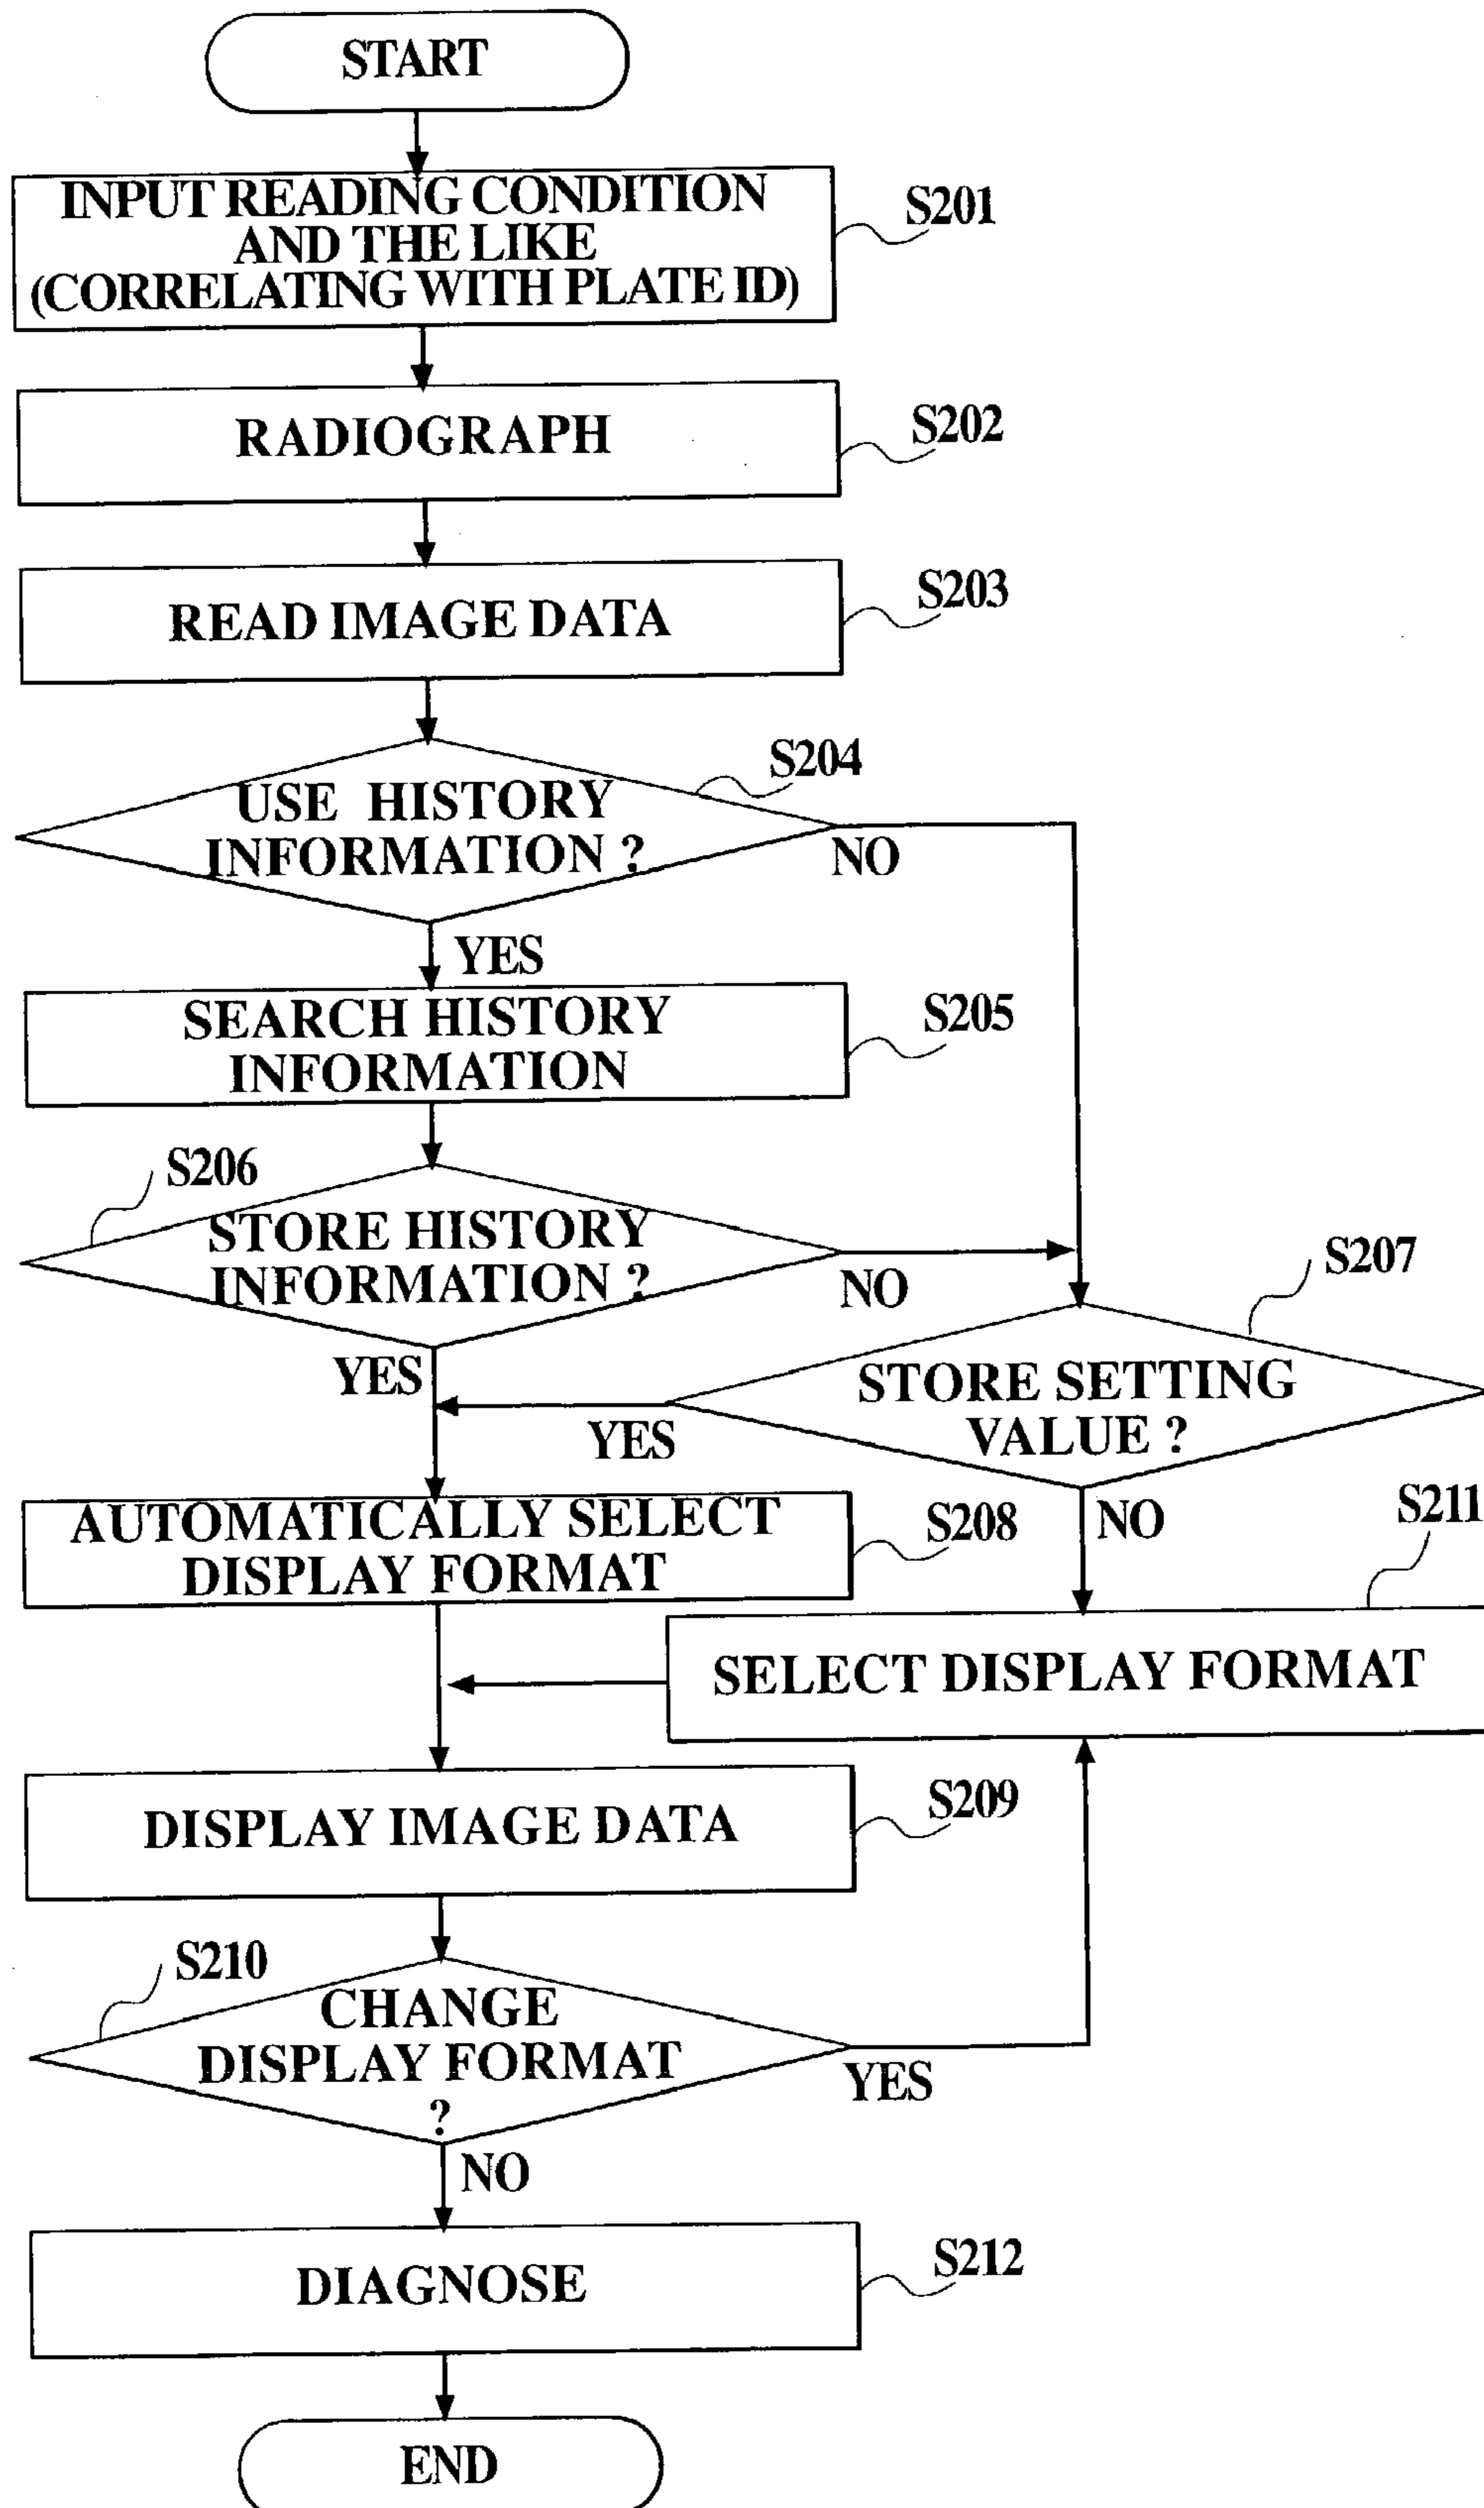 START
INPUT READING CONDITION
AND THE LIKE
(CORRELATING WITH PLATE ID)
S201
RADIOGRAPH
S202
READ IMAGE DATA
S203
USE HISTORY
INFORMATION ?
S204
NO
YES
SEARCH HISTORY
INFORMATION
S205
S206
STORE HISTORY
INFORMATION ?
NO
YES
S207
STORE SETTING
VALUE ?
YES
NO
AUTOMATICALLY SELECT
DISPLAY FORMAT
S208
S211
SELECT DISPLAY FORMAT
DISPLAY IMAGE DATA
S209
S210
CHANGE
DISPLAY FORMAT
?
YES
NO
DIAGNOSE
S212
END